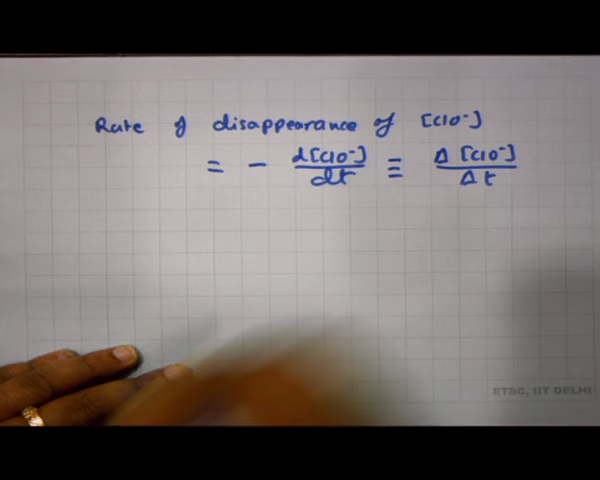 Rate of disappearance of [ClO⁻]
= - d[ClO⁻]/dt ≡ Δ[ClO⁻]/Δt
ETSC, IIT DELHI